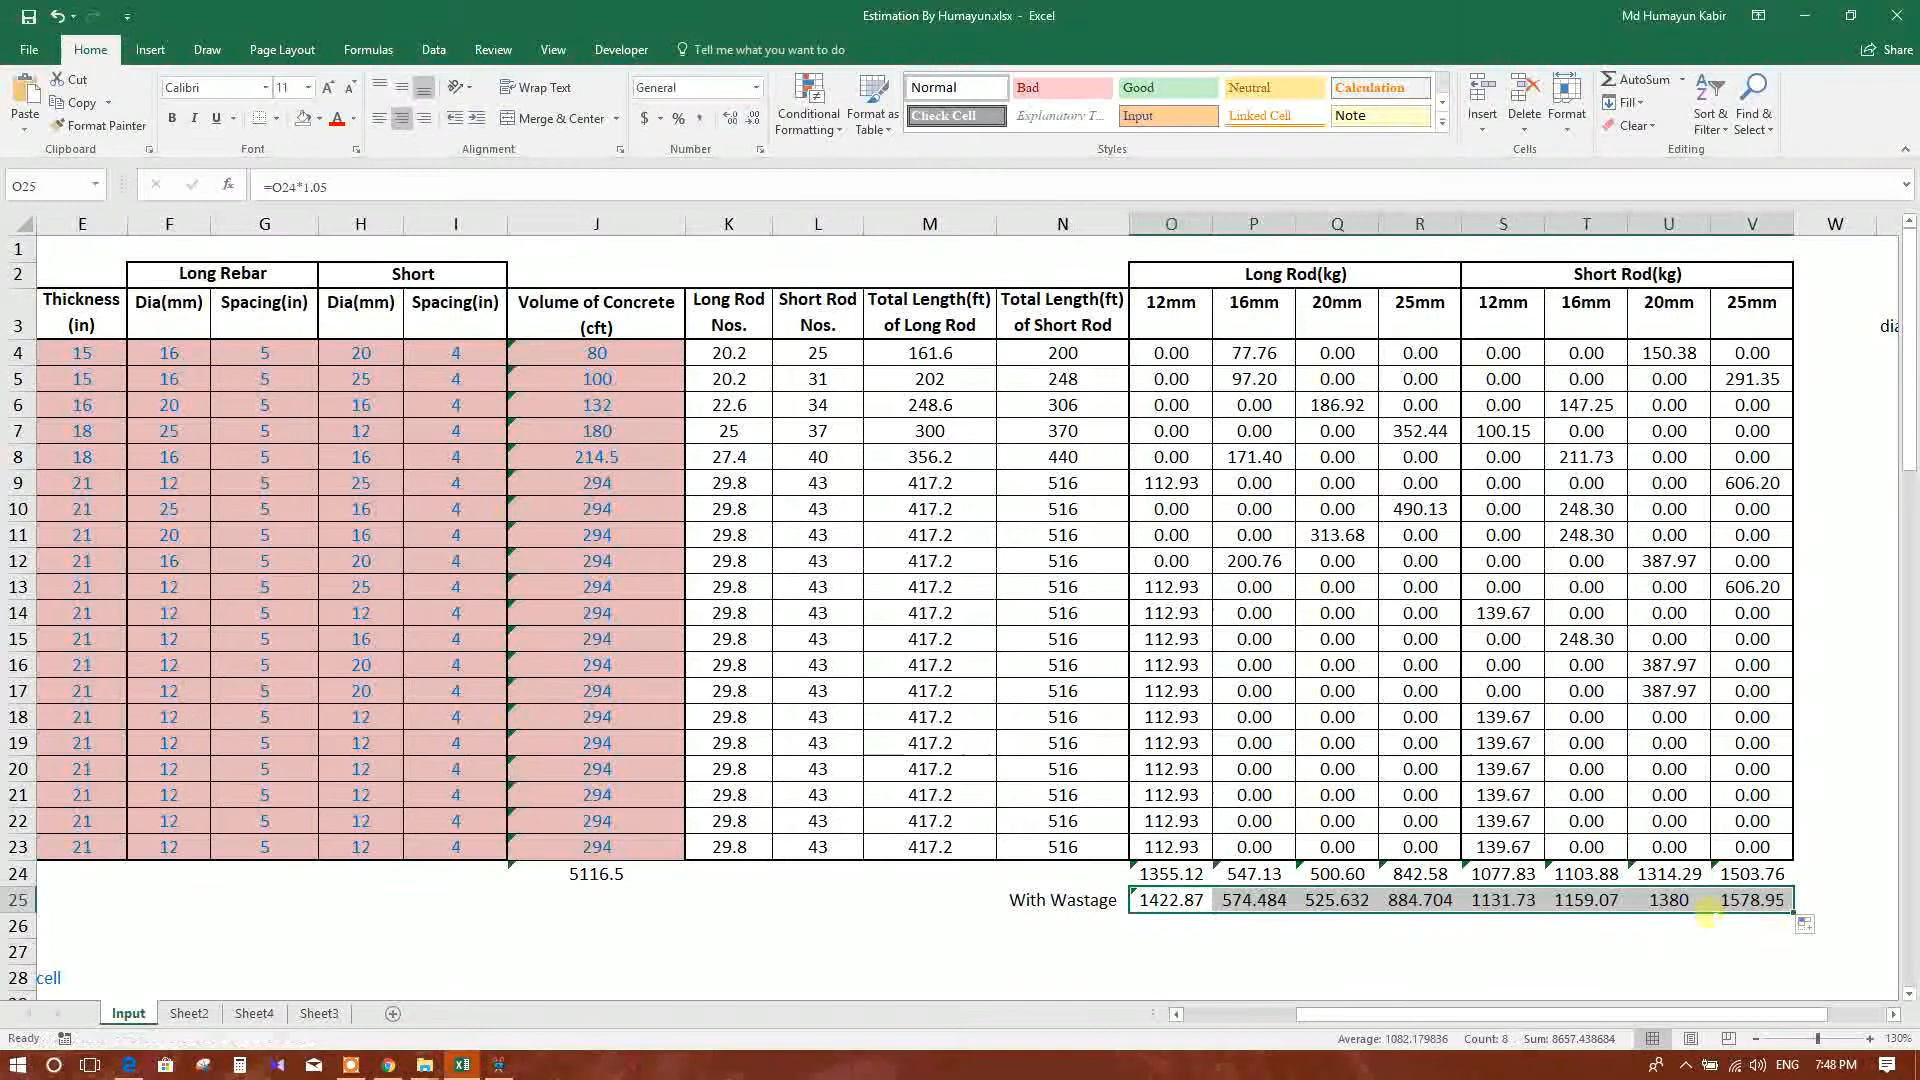 Estimation By Humayun.xlsx - Excel
Md Humayun Kabir
File Home Insert Draw Page Layout Formulas Data Review View Developer Tell me what you want to do Share
Paste
Cut
Copy
Format Painter
Calibri 11
B I U
Wrap Text
Merge & Center
General
$ %
Conditional Formatting
Format as Table
Normal Bad Good Neutral Calculation
Check Cell Explanatory T... Input Linked Cell Note
Insert Delete Format
AutoSum
Fill
Clear
Sort & Filter
Find & Select
Clipboard Font Alignment Number Styles Cells Editing
O25 fx =O24*1.05
E F G H I J K L M N O P Q R S T U V W
1
2 Long Rebar Short Long Rod(kg) Short Rod(kg)
Thickness Dia(mm) Spacing(in) Dia(mm) Spacing(in) Volume of Concrete Long Rod Short Rod Total Length(ft) Total Length(ft) 12mm 16mm 20mm 25mm 12mm 16mm 20mm 25mm
3 (in) (cft) Nos. Nos. of Long Rod of Short Rod dia
4 15 16 5 20 4 80 20.2 25 161.6 200 0.00 77.76 0.00 0.00 0.00 0.00 150.38 0.00
5 15 16 5 25 4 100 20.2 31 202 248 0.00 97.20 0.00 0.00 0.00 0.00 0.00 291.35
6 16 20 5 16 4 132 22.6 34 248.6 306 0.00 0.00 186.92 0.00 0.00 147.25 0.00 0.00
7 18 25 5 12 4 180 25 37 300 370 0.00 0.00 0.00 352.44 100.15 0.00 0.00 0.00
8 18 16 5 16 4 214.5 27.4 40 356.2 440 0.00 171.40 0.00 0.00 0.00 211.73 0.00 0.00
9 21 12 5 25 4 294 29.8 43 417.2 516 112.93 0.00 0.00 0.00 0.00 0.00 0.00 606.20
10 21 25 5 16 4 294 29.8 43 417.2 516 0.00 0.00 0.00 490.13 0.00 248.30 0.00 0.00
11 21 20 5 16 4 294 29.8 43 417.2 516 0.00 0.00 313.68 0.00 0.00 248.30 0.00 0.00
12 21 16 5 20 4 294 29.8 43 417.2 516 0.00 200.76 0.00 0.00 0.00 0.00 387.97 0.00
13 21 12 5 25 4 294 29.8 43 417.2 516 112.93 0.00 0.00 0.00 0.00 0.00 0.00 606.20
14 21 12 5 12 4 294 29.8 43 417.2 516 112.93 0.00 0.00 0.00 139.67 0.00 0.00 0.00
15 21 12 5 16 4 294 29.8 43 417.2 516 112.93 0.00 0.00 0.00 0.00 248.30 0.00 0.00
16 21 12 5 20 4 294 29.8 43 417.2 516 112.93 0.00 0.00 0.00 0.00 0.00 387.97 0.00
17 21 12 5 20 4 294 29.8 43 417.2 516 112.93 0.00 0.00 0.00 0.00 0.00 387.97 0.00
18 21 12 5 12 4 294 29.8 43 417.2 516 112.93 0.00 0.00 0.00 139.67 0.00 0.00 0.00
19 21 12 5 12 4 294 29.8 43 417.2 516 112.93 0.00 0.00 0.00 139.67 0.00 0.00 0.00
20 21 12 5 12 4 294 29.8 43 417.2 516 112.93 0.00 0.00 0.00 139.67 0.00 0.00 0.00
21 21 12 5 12 4 294 29.8 43 417.2 516 112.93 0.00 0.00 0.00 139.67 0.00 0.00 0.00
22 21 12 5 12 4 294 29.8 43 417.2 516 112.93 0.00 0.00 0.00 139.67 0.00 0.00 0.00
23 21 12 5 12 4 294 29.8 43 417.2 516 112.93 0.00 0.00 0.00 139.67 0.00 0.00 0.00
24 5116.5 1355.12 547.13 500.60 842.58 1077.83 1103.88 1314.29 1503.76
25 With Wastage 1422.87 574.484 525.632 884.704 1131.73 1159.07 1380 1578.95
26
27
28 cell
Input Sheet2 Sheet4 Sheet3
Ready Average: 1082.179836 Count: 8 Sum: 8657.438684 130%
ENG 7:48 PM